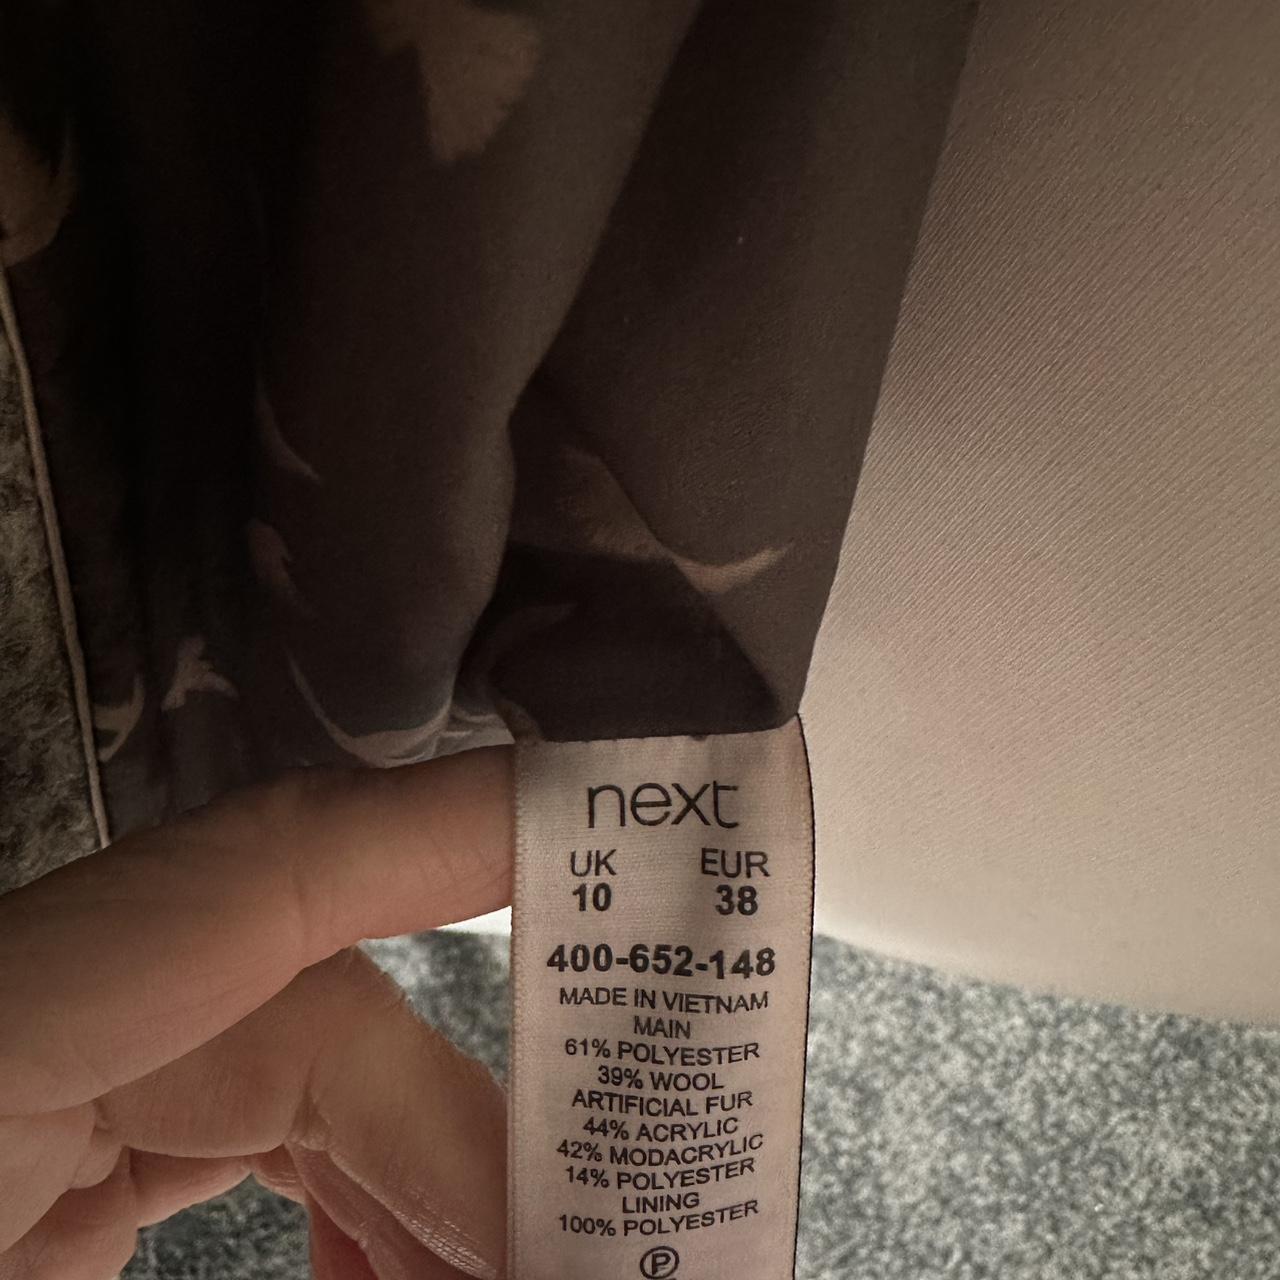 next
UK EUR
10 38
400-652-148
MADE IN VIETNAM
MAIN
61% POLYESTER
39% WOOL
ARTIFICIAL FUR
44% ACRYLIC
42% MODACRYLIC
14% POLYESTER
LINING
100% POLYESTER
P